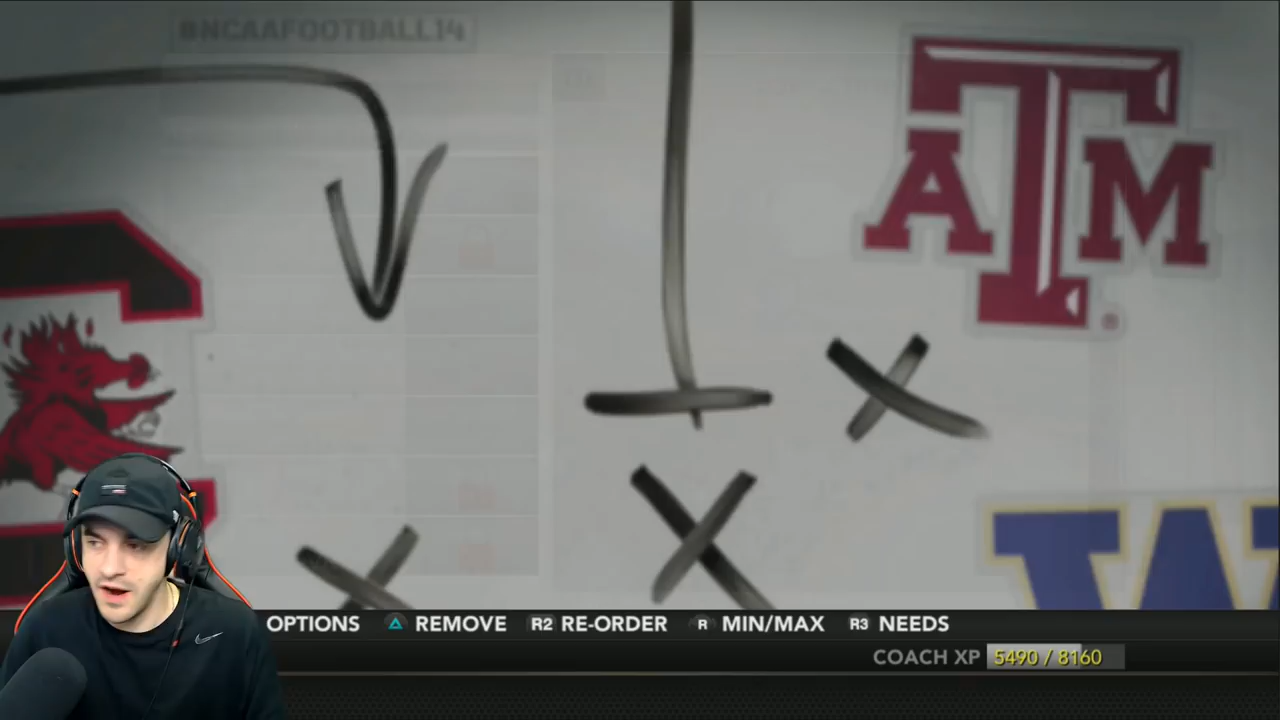 #NCAAFOOTBALL14
ATM
®
W
OPTIONS REMOVE R2 RE-ORDER R MIN/MAX R3 NEEDS
COACH XP 5490 / 8160